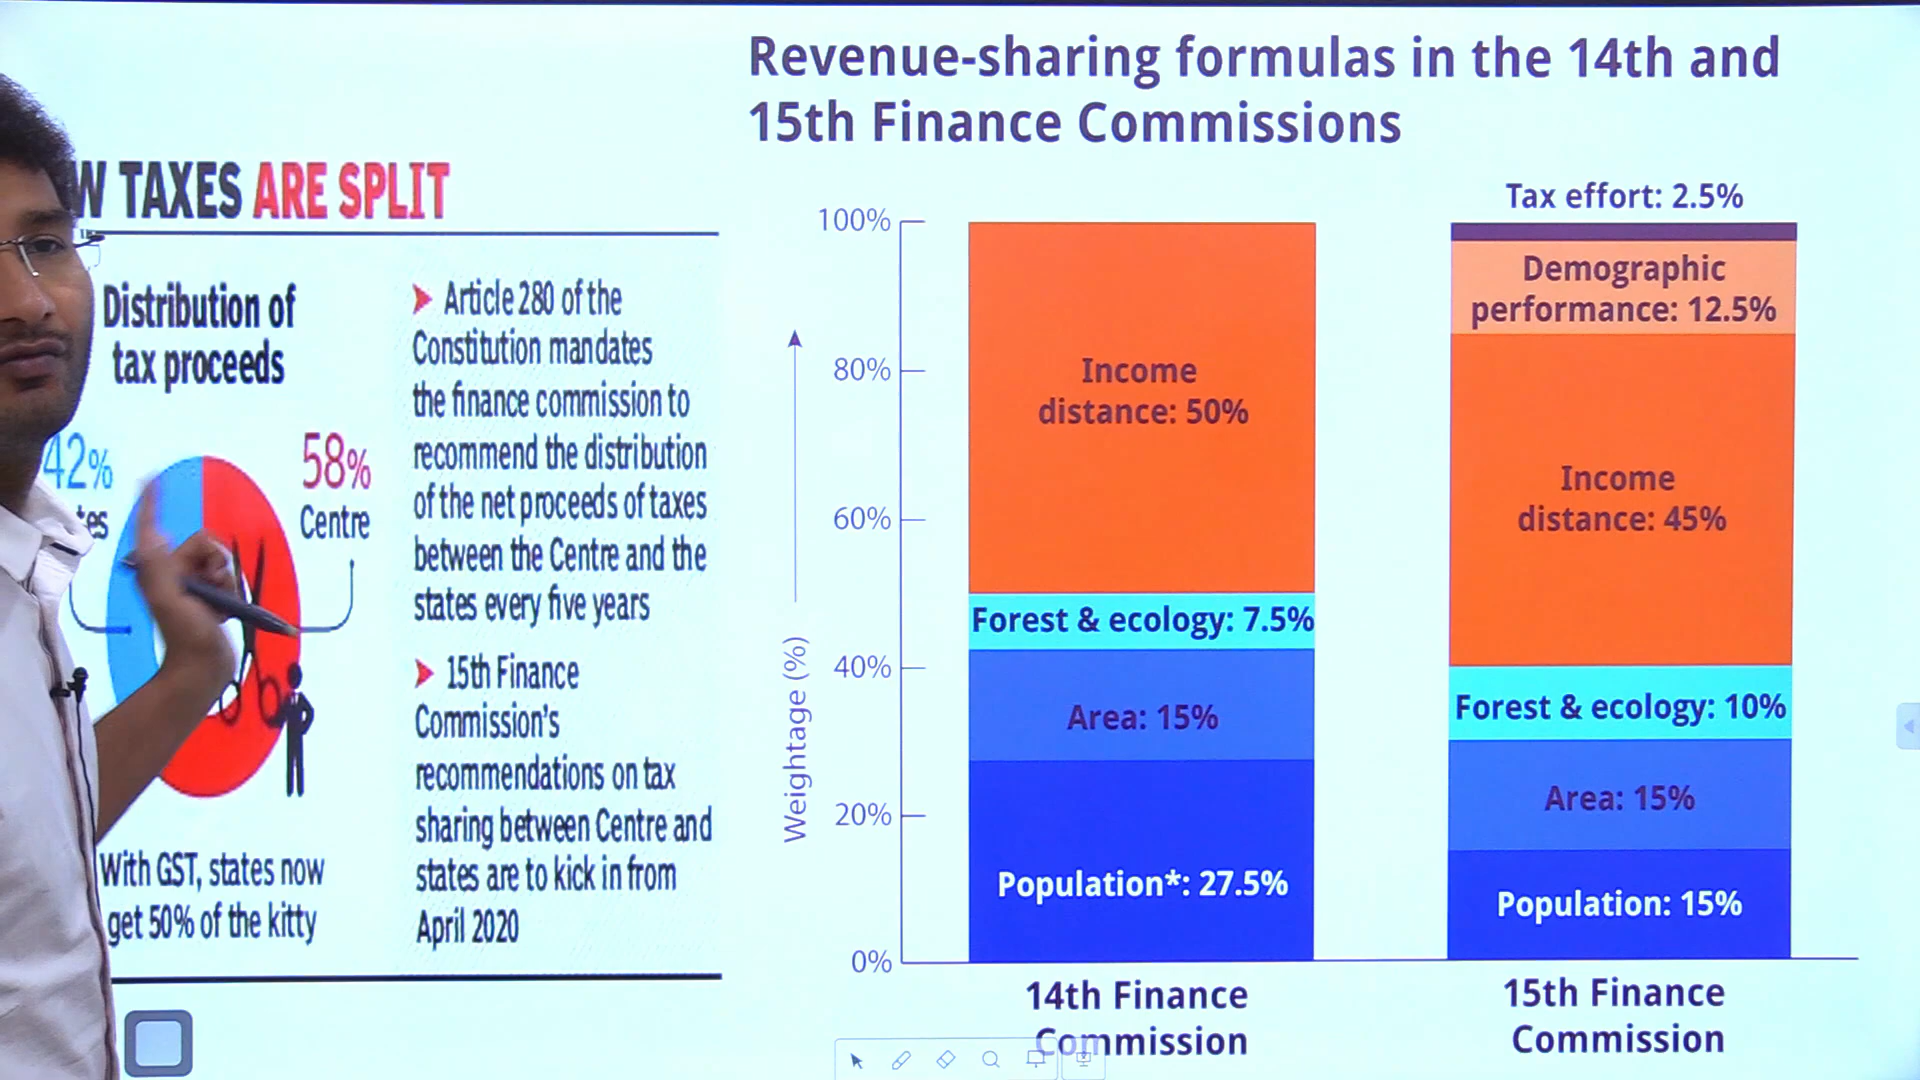 W TAXES ARE SPLIT
Distribution of
tax proceeds
42%
58%
Centre
With GST, states now
get 50% of the kitty
Article 280 of the
Constitution mandates
the finance commission to
recommend the distribution
of the net proceeds of taxes
between the Centre and the
states every five years
15th Finance
Commission's
recommendations on tax
sharing between Centre and
states are to kick in from
April 2020
Revenue-sharing formulas in the 14th and
15th Finance Commissions
Weightage (%)
100%
80%
60%
40%
20%
0%
Income
distance: 50%
Forest & ecology: 7.5%
Area: 15%
Population*: 27.5%
14th Finance
Commission
Tax effort: 2.5%
Demographic
performance: 12.5%
Income
distance: 45%
Forest & ecology: 10%
Area: 15%
Population: 15%
15th Finance
Commission